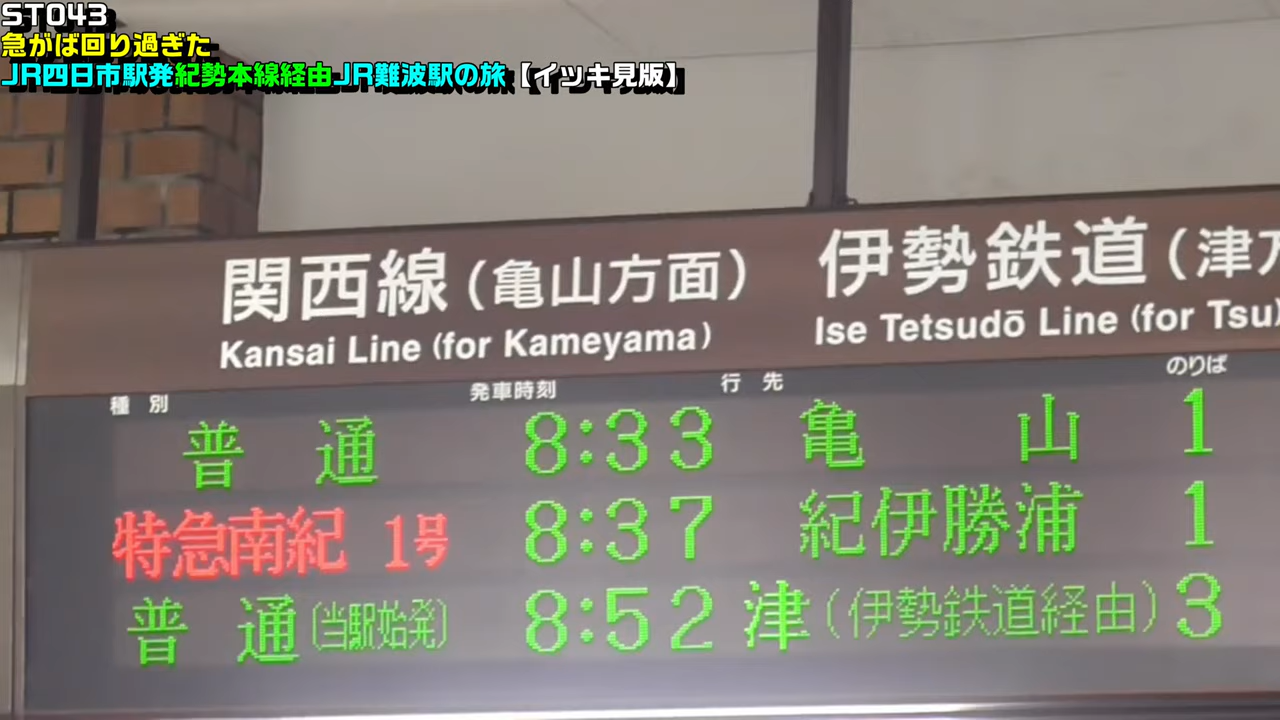 ST043
急がば回り過ぎた
JR四日市駅発紀勢本線経由JR難波駅の旅【イツキ見版】
関西線(亀山方面) 伊勢鉄道(津
Kansai Line (for Kameyama) Ise Tetsudō Line (for Tsu)
種別 発車時刻 行先 のりば
普通 8:33 亀山 1
特急南紀 1号 8:37 紀伊勝浦 1
普通(当駅始発) 8:52 津(伊勢鉄道経由) 3